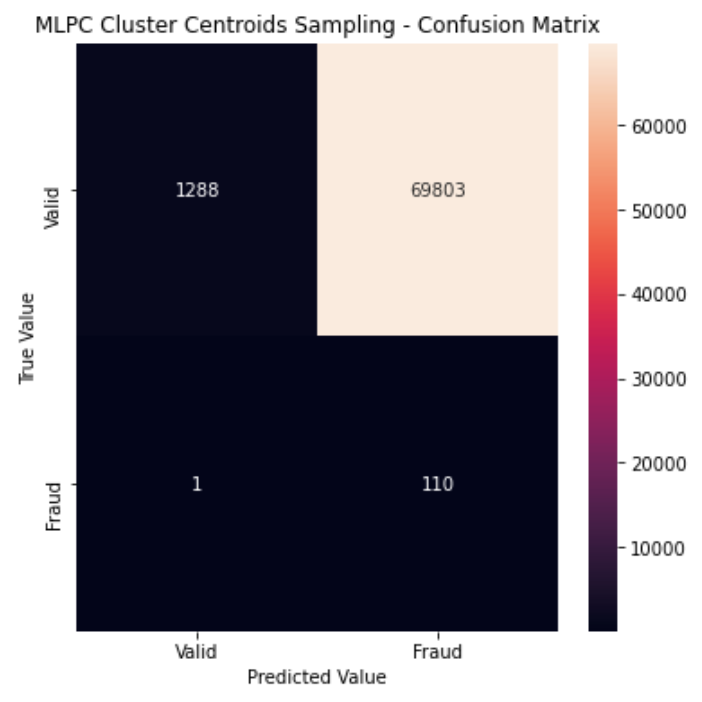 MLPC Cluster Centroids Sampling - Confusion Matrix
1288
69803
1
110
Valid
Fraud
True Value
Valid
Fraud
Predicted Value
60000
50000
40000
30000
20000
10000